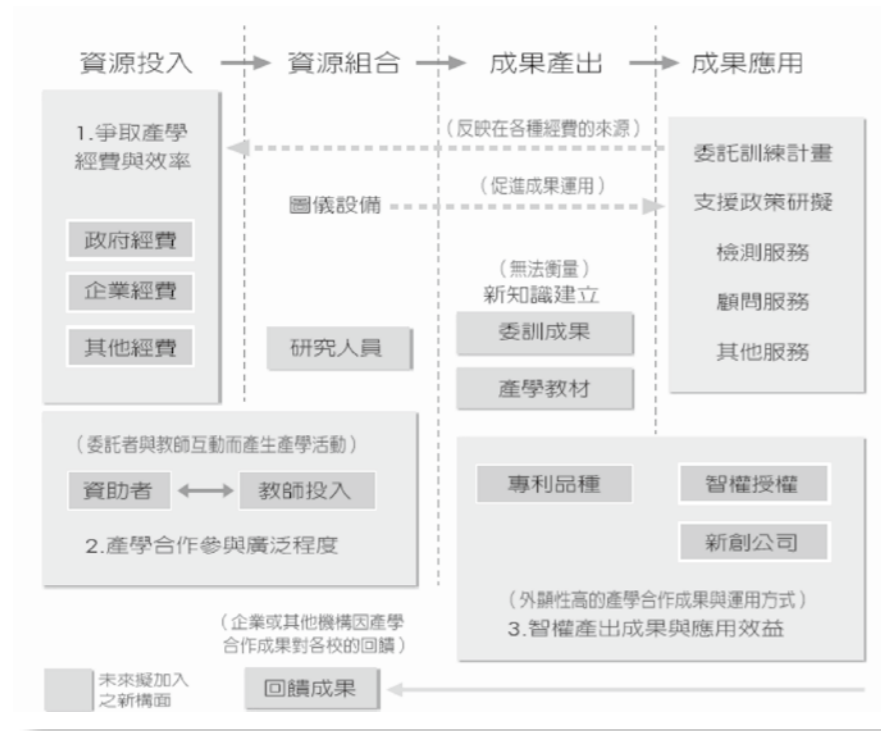 資源投入
資源組合
成果產出
成果應用
1.爭取產學
經費與效率
政府經費
企業經費
其他經費
(反映在各種經費的來源)
圖儀設備
(促進成果運用)
研究人員
(無法衡量)
新知識建立
委訓成果
產學教材
委託訓練計畫
支援政策研擬
檢測服務
顧問服務
其他服務
(委託者與教師互動而產生產學活動)
資助者
教師投入
2.產學合作參與廣泛程度
專利品種
智權授權
新創公司
(外顯性高的產學合作成果與運用方式)
3.智權產出成果與應用效益
(企業或其他機構因產學
合作成果對各校的回饋)
回饋成果
未來擬加入
之新構面